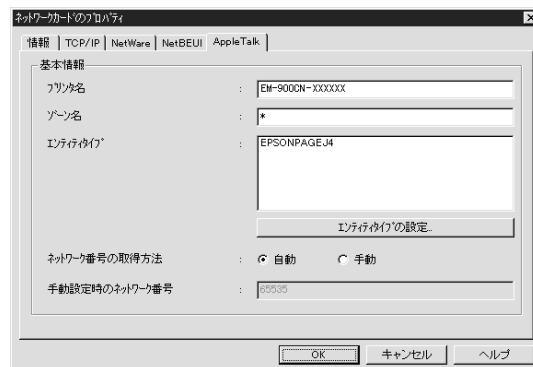 ﾈｯﾄﾜｰｸｶｰﾄﾞのﾌﾟﾛﾊﾟﾃｨ
情報 TCP/IP NetWare NetBEUI AppleTalk
基本情報
ﾌﾟﾘﾝﾀ名 : EM-900CN-XXXXXX
ｿﾞｰﾝ名 : *
ｴﾝﾃｨﾃｨﾀｲﾌﾟ : EPSONPAGEJ4
ｴﾝﾃｨﾃｨﾀｲﾌﾟの設定...
ﾈｯﾄﾜｰｸ番号の取得方法 : 自動 手動
手動設定時のﾈｯﾄﾜｰｸ番号 : 65535
OK キャンセル ヘルプ